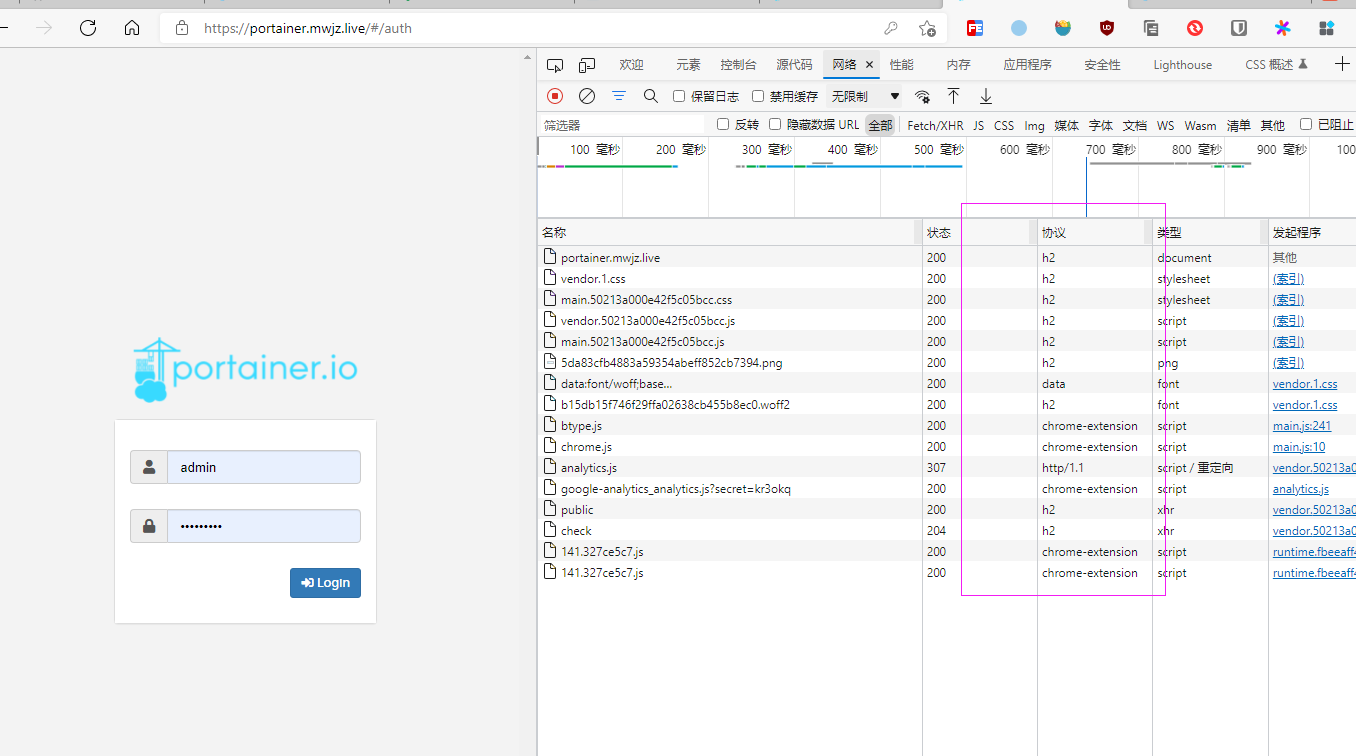 https://portainer.mwjz.live/#/auth
欢迎 元素 控制台 源代码 网络 × 性能 内存 应用程序 安全性 Lighthouse CSS 概述
保留日志 禁用缓存 无限制
筛选器 反转 隐藏数据 URL 全部 Fetch/XHR JS CSS Img 媒体 字体 文档 WS Wasm 清单 其他 已阻止
100 毫秒 200 毫秒 300 毫秒 400 毫秒 500 毫秒 600 毫秒 700 毫秒 800 毫秒 900 毫秒 100
名称 状态 协议 类型 发起程序
portainer.mwjz.live 200 h2 document 其他
vendor.1.css 200 h2 stylesheet (索引)
main.50213a000e42f5c05bcc.css 200 h2 stylesheet (索引)
vendor.50213a000e42f5c05bcc.js 200 h2 script (索引)
main.50213a000e42f5c05bcc.js 200 h2 script (索引)
5da83cfb4883a59354abeff852cb7394.png 200 h2 png (索引)
data:font/woff;base... 200 data font vendor.1.css
b15db15f746f29ffa02638cb455b8ec0.woff2 200 h2 font vendor.1.css
btype.js 200 chrome-extension script main.js:241
chrome.js 200 chrome-extension script main.js:10
analytics.js 307 http/1.1 script / 重定向 vendor.50213a0
google-analytics_analytics.js?secret=kr3okq 200 chrome-extension script analytics.js
public 200 h2 xhr vendor.50213a0
check 204 h2 xhr vendor.50213a0
141.327ce5c7.js 200 chrome-extension script runtime.fbeeaff4
141.327ce5c7.js 200 chrome-extension script runtime.fbeeaff4
portainer.io
admin
•••••••••
Login